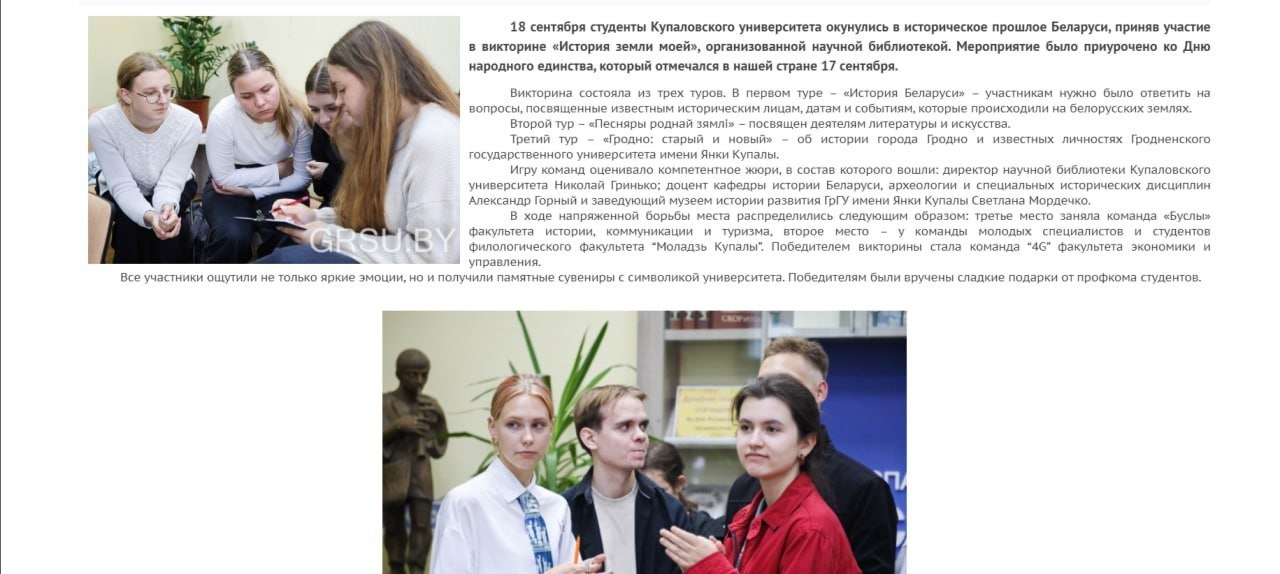 18 сентября студенты Купаловского университета окунулись в историческое прошлое Беларуси, приняв участие
в викторине «История земли моей», организованной научной библиотекой. Мероприятие было приурочено ко Дню
народного единства, который отмечался в нашей стране 17 сентября.
Викторина состояла из трех туров. В первом туре – «История Беларуси» – участникам нужно было ответить на
вопросы, посвященные известным историческим лицам, датам и событиям, которые происходили на белорусских землях.
Второй тур – «Песняры роднай зямлі» – посвящен деятелям литературы и искусства.
Третий тур – «Гродно: старый и новый» – об истории города Гродно и известных личностях Гродненского
государственного университета имени Янки Купалы.
Игру команд оценивало компетентное жюри, в состав которого вошли: директор научной библиотеки Купаловского
университета Николай Гринько; доцент кафедры истории Беларуси, археологии и специальных исторических дисциплин
Александр Горный и заведующий музеем истории развития ГрГУ имени Янки Купалы Светлана Мордечко.
В ходе напряженной борьбы места распределились следующим образом: третье место заняла команда «Буслы»
факультета истории, коммуникации и туризма, второе место – у команды молодых специалистов и студентов
филологического факультета “Моладзь Купалы”. Победителем викторины стала команда “4G” факультета экономики и
управления.
Все участники ощутили не только яркие эмоции, но и получили памятные сувениры с символикой университета. Победителям были вручены сладкие подарки от профкома студентов.
GRSU.BY